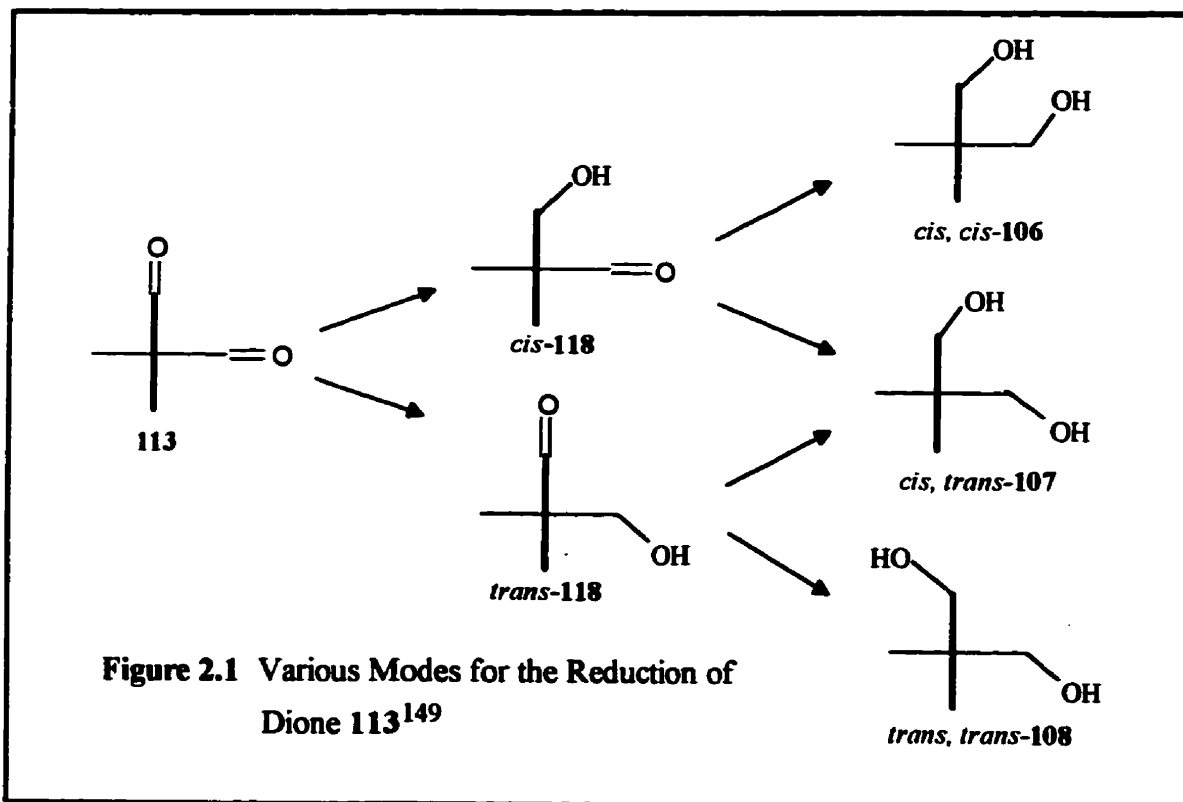 OH
OH
cis, cis-106
O
O
113
OH
O
cis-118
OH
OH
cis, trans-107
O
OH
trans-118
HO
OH
trans, trans-108
Figure 2.1 Various Modes for the Reduction of
Dione 113149